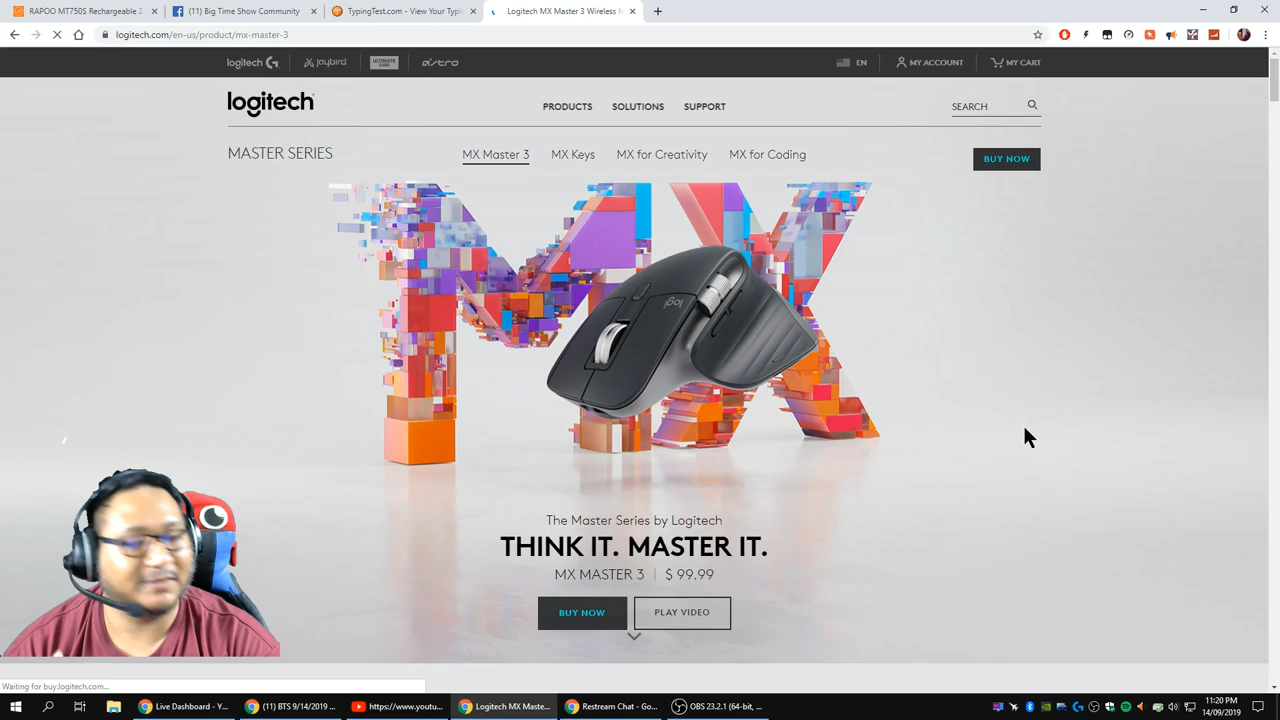 RAPOO MT750S Rechargeable 2
(11) Big Time Show Community
TypingTest.com - View Your Typin
Logitech MX Master 3 Wireless M
logitech.com/en-us/product/mx-master-3
logitech G
jaybird
ULTIMATE EARS
ASTRO
EN
MY ACCOUNT
MY CART
logitech
PRODUCTS
SOLUTIONS
SUPPORT
SEARCH
MASTER SERIES
MX Master 3
MX Keys
MX for Creativity
MX for Coding
BUY NOW
logi
The Master Series by Logitech
THINK IT. MASTER IT.
MX MASTER 3 | $ 99.99
BUY NOW
PLAY VIDEO
Waiting for buy.logitech.com...
Live Dashboard - Y...
(11) BTS 9/14/2019 ...
https://www.youtu...
Logitech MX Maste...
Restream Chat - Go...
OBS 23.2.1 (64-bit, ...
11:20 PM
14/09/2019